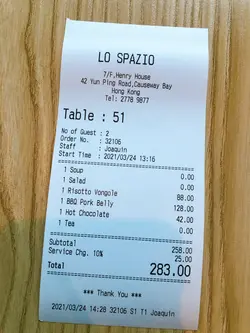 LO SPAZIO
7/F,Henry House
42 Yun Ping Road,Causeway Bay
Hong Kong
Tel: 2778 9877
Table : 51
No of Guest : 2
Order No. : 32106
Staff : Joaquin
Start Time : 2021/03/24 13:16
1 Soup 0.00
1 Salad 0.00
1 Risotto Vongole 88.00
1 BBQ Pork Belly 128.00
1 Hot Chocolate 42.00
1 Tea 0.00
Subtotal 258.00
Service Chg. 10% 25.00
Total 283.00
*** Thank You ***
2021/03/24 14:28 32106 S1 T1 Joaquin